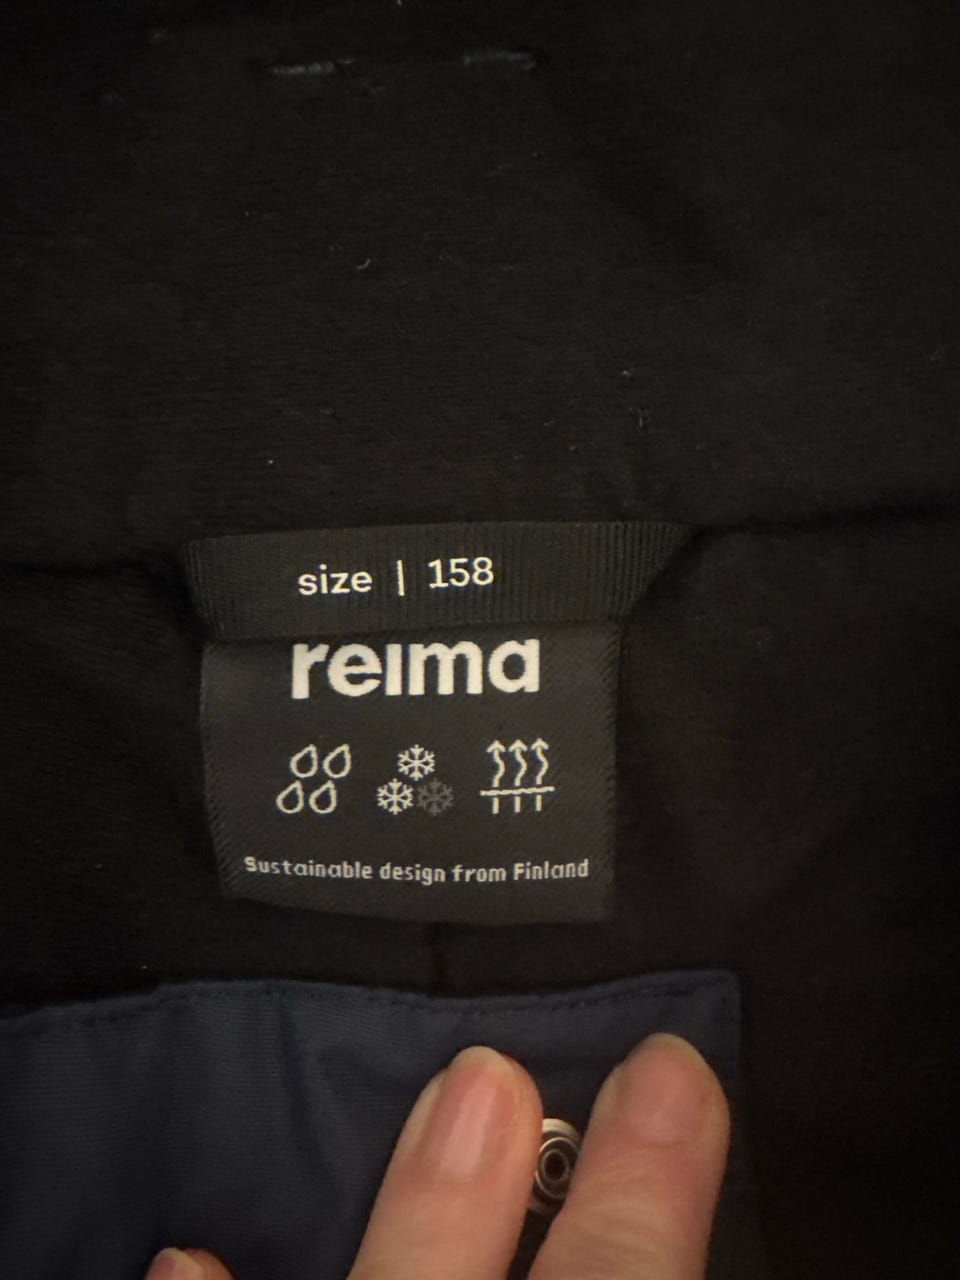 size | 158
reima
Sustainable design from Finland